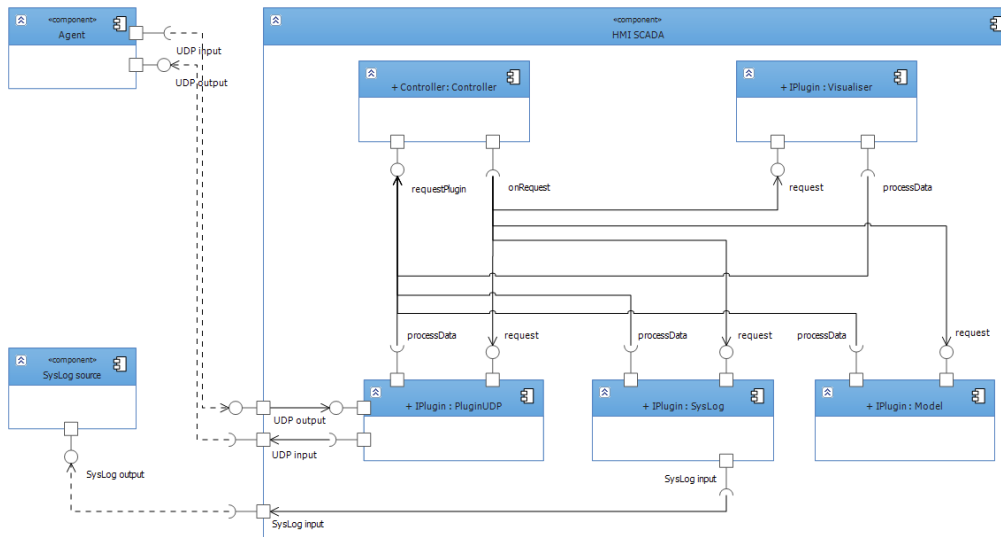 «component»
Agent
UDP input
UDP output
«component»
HMI SCADA
+ Controller: Controller
+ IPlugin : Visualiser
requestPlugin
onRequest
request
processData
processData
request
processData
request
processData
request
«component»
SysLog source
SysLog output
+ IPlugin : PluginUDP
+ IPlugin : SysLog
+ IPlugin : Model
UDP output
UDP input
SysLog input
SysLog input